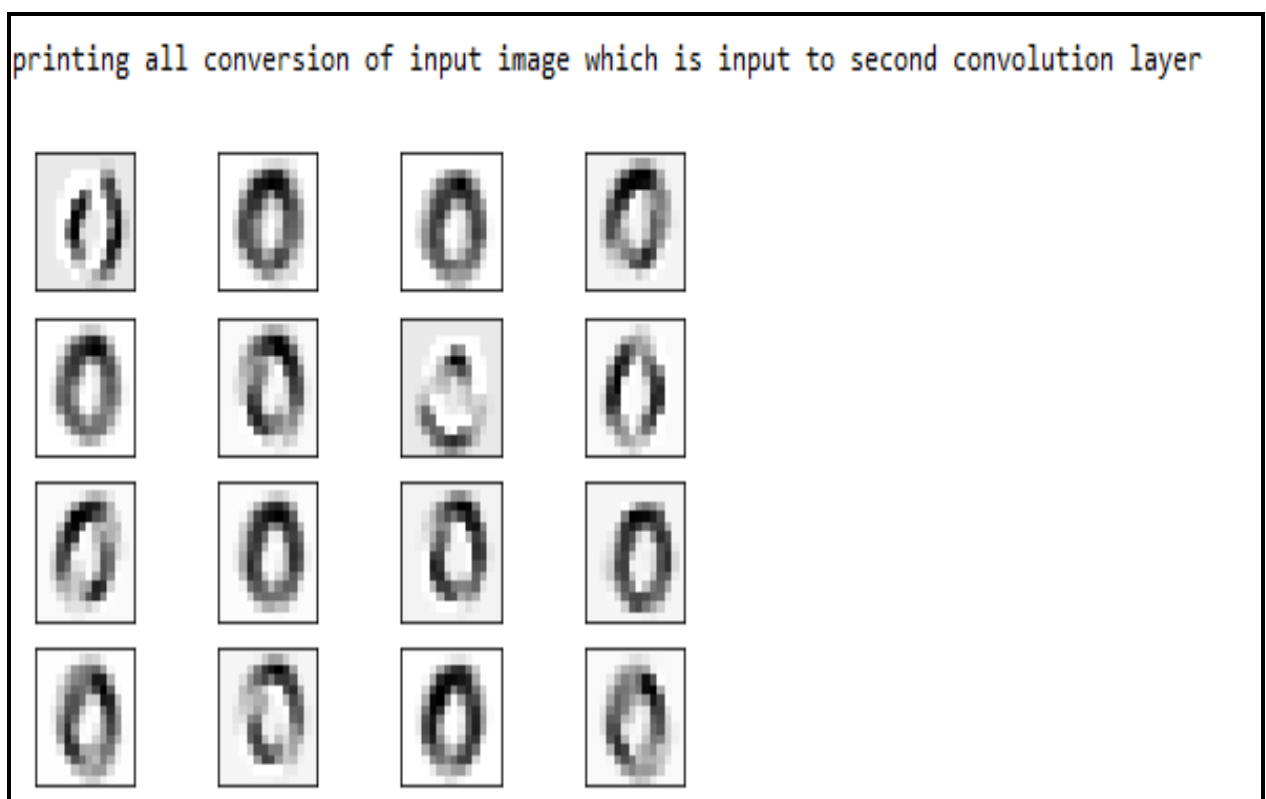 printing all conversion of input image which is input to second convolution layer